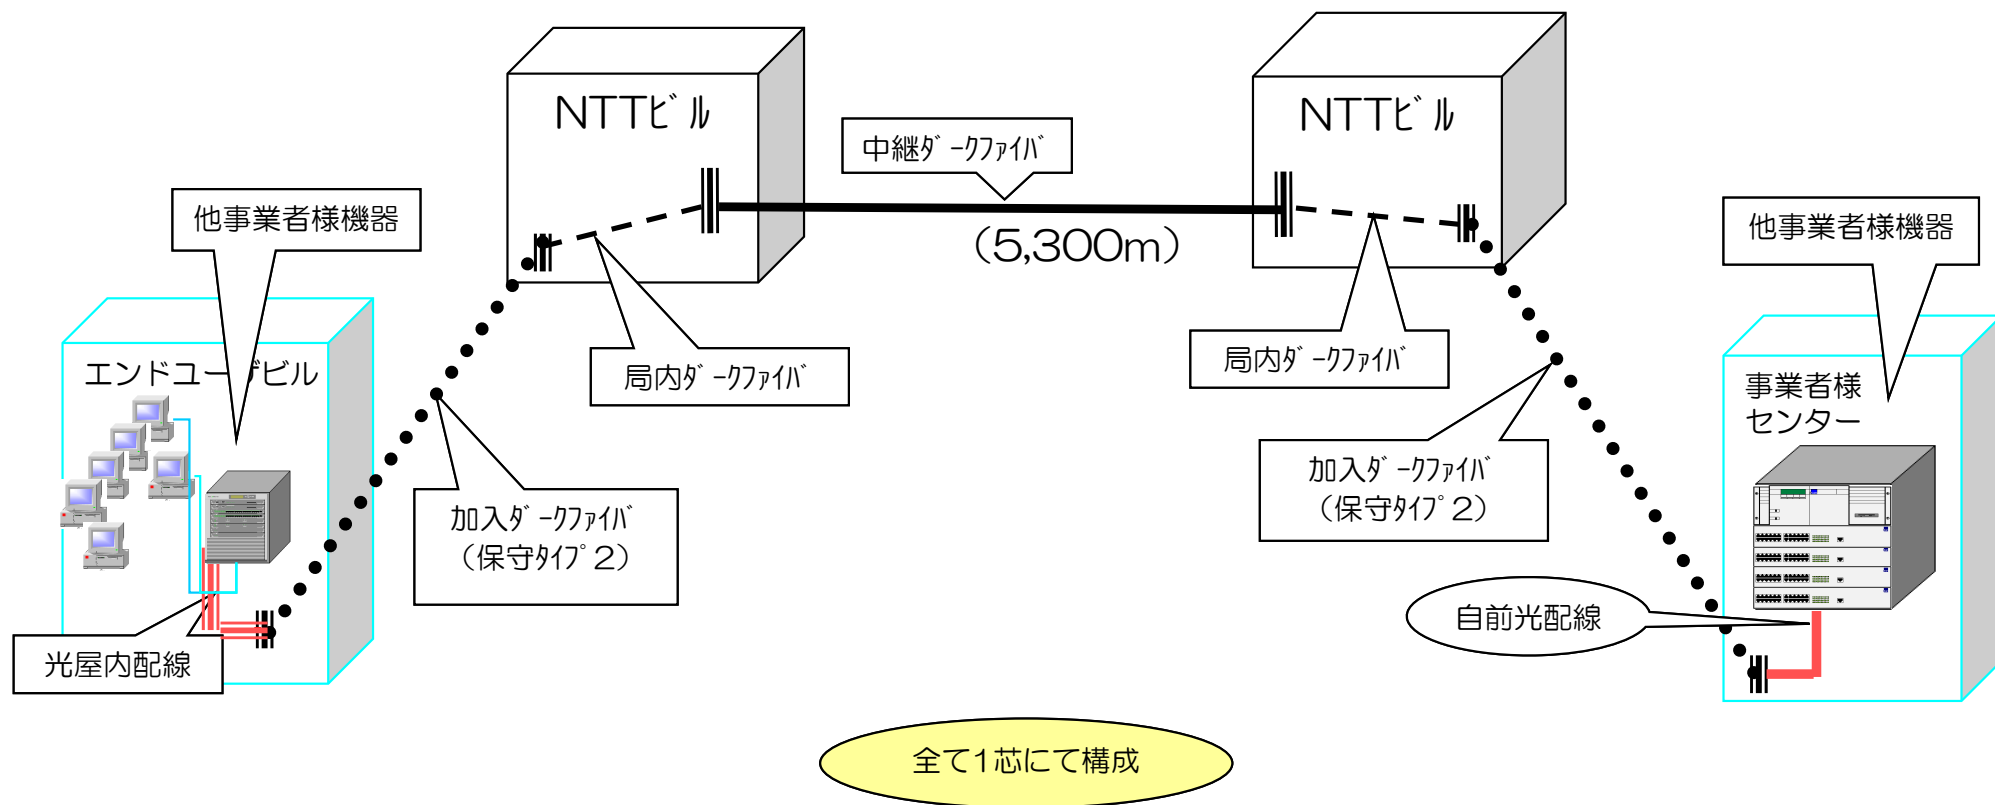 NTTﾋﾞﾙ
NTTﾋﾞﾙ
中継ﾀﾞｰｸﾌｧｲﾊﾞ
(5,300m)
他事業者様機器
他事業者様機器
エンドユーザビル
局内ﾀﾞｰｸﾌｧｲﾊﾞ
局内ﾀﾞｰｸﾌｧｲﾊﾞ
事業者様
センター
加入ﾀﾞｰｸﾌｧｲﾊﾞ
（保守ﾀｲﾌﾟ2）
加入ﾀﾞｰｸﾌｧｲﾊﾞ
（保守ﾀｲﾌﾟ2）
自前光配線
光屋内配線
全て1芯にて構成